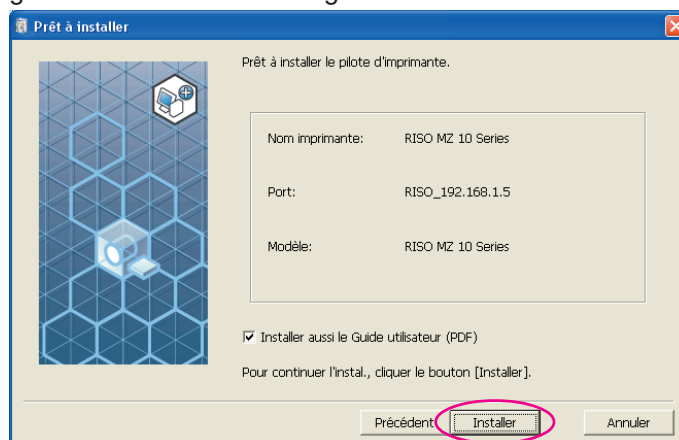 Prêt à installer
Prêt à installer le pilote d'imprimante.
Nom imprimante: RISO MZ 10 Series
Port: RISO_192.168.1.5
Modèle: RISO MZ 10 Series
Installer aussi le Guide utilisateur (PDF)
Pour continuer l'instal., cliquer le bouton [Installer].
Précédent Installer Annuler